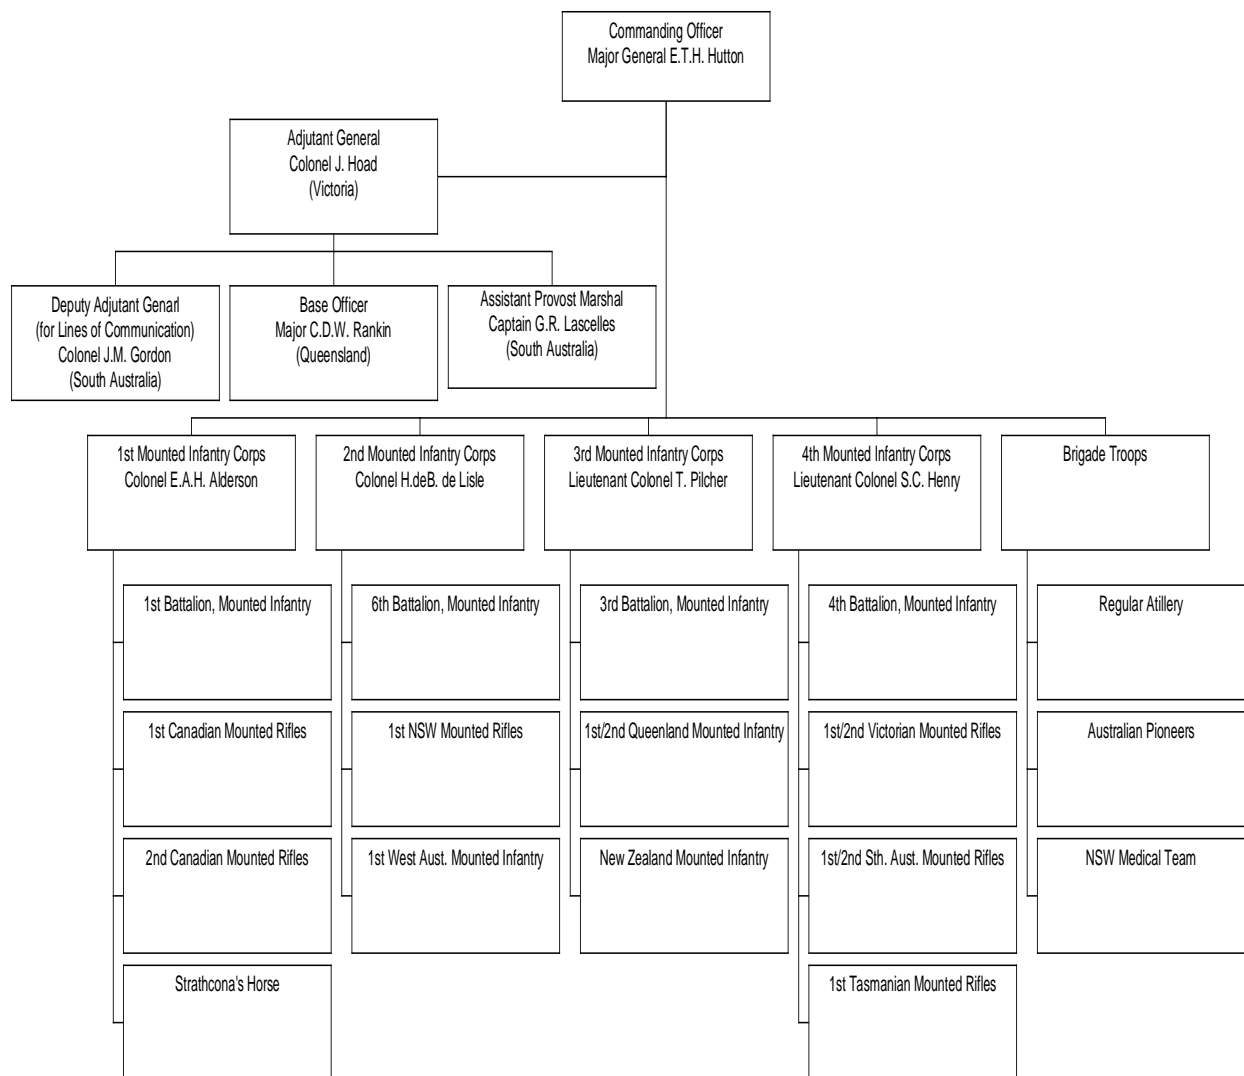 Commanding Officer
Major General E.T.H. Hutton
Adjutant General
Colonel J. Hoad
(Victoria)
Deputy Adjutant Genarl
(for Lines of Communication)
Colonel J.M. Gordon
(South Australia)
Base Officer
Major C.D.W. Rankin
(Queensland)
Assistant Provost Marshal
Captain G.R. Lascelles
(South Australia)
1st Mounted Infantry Corps
Colonel E.A.H. Alderson
2nd Mounted Infantry Corps
Colonel H.deB. de Lisle
3rd Mounted Infantry Corps
Lieutenant Colonel T. Pilcher
4th Mounted Infantry Corps
Lieutenant Colonel S.C. Henry
Brigade Troops
1st Battalion, Mounted Infantry
1st Canadian Mounted Rifles
2nd Canadian Mounted Rifles
Strathcona's Horse
6th Battalion, Mounted Infantry
1st NSW Mounted Rifles
1st West Aust. Mounted Infantry
3rd Battalion, Mounted Infantry
1st/2nd Queenland Mounted Infantry
New Zealand Mounted Infantry
4th Battalion, Mounted Infantry
1st/2nd Victorian Mounted Rifles
1st/2nd Sth. Aust. Mounted Rifles
1st Tasmanian Mounted Rifles
Regular Atillery
Australian Pioneers
NSW Medical Team